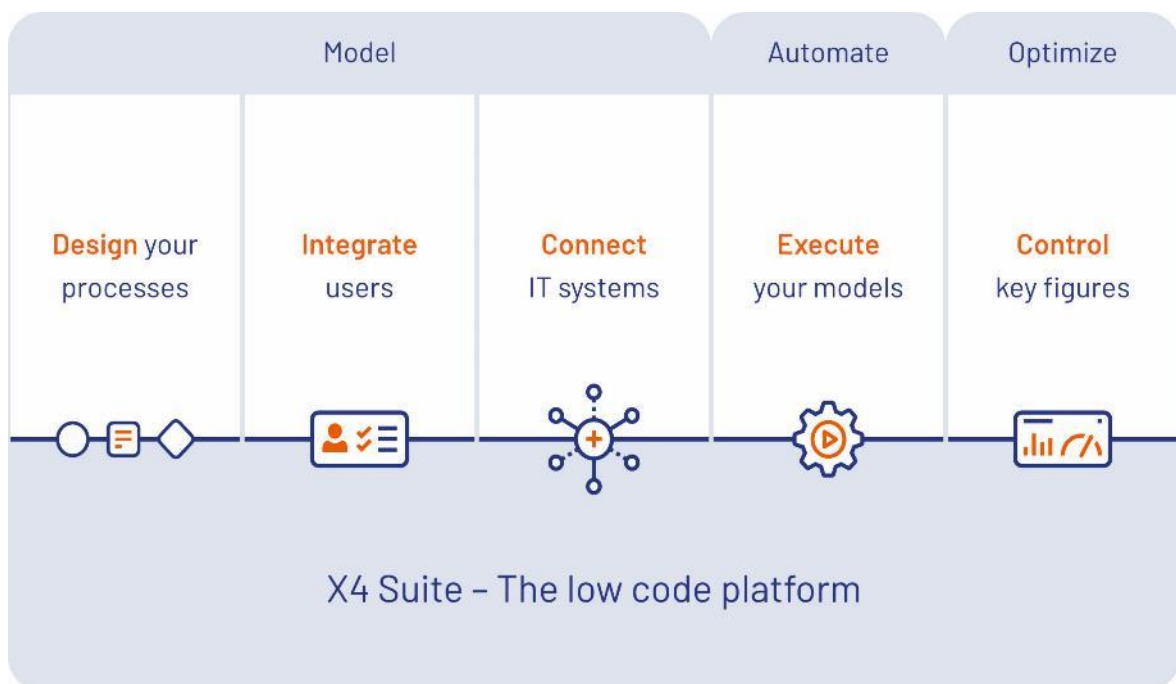 Model
Automate
Optimize
Design your
processes
Integrate
users
Connect
IT systems
Execute
your models
Control
key figures
X4 Suite – The low code platform